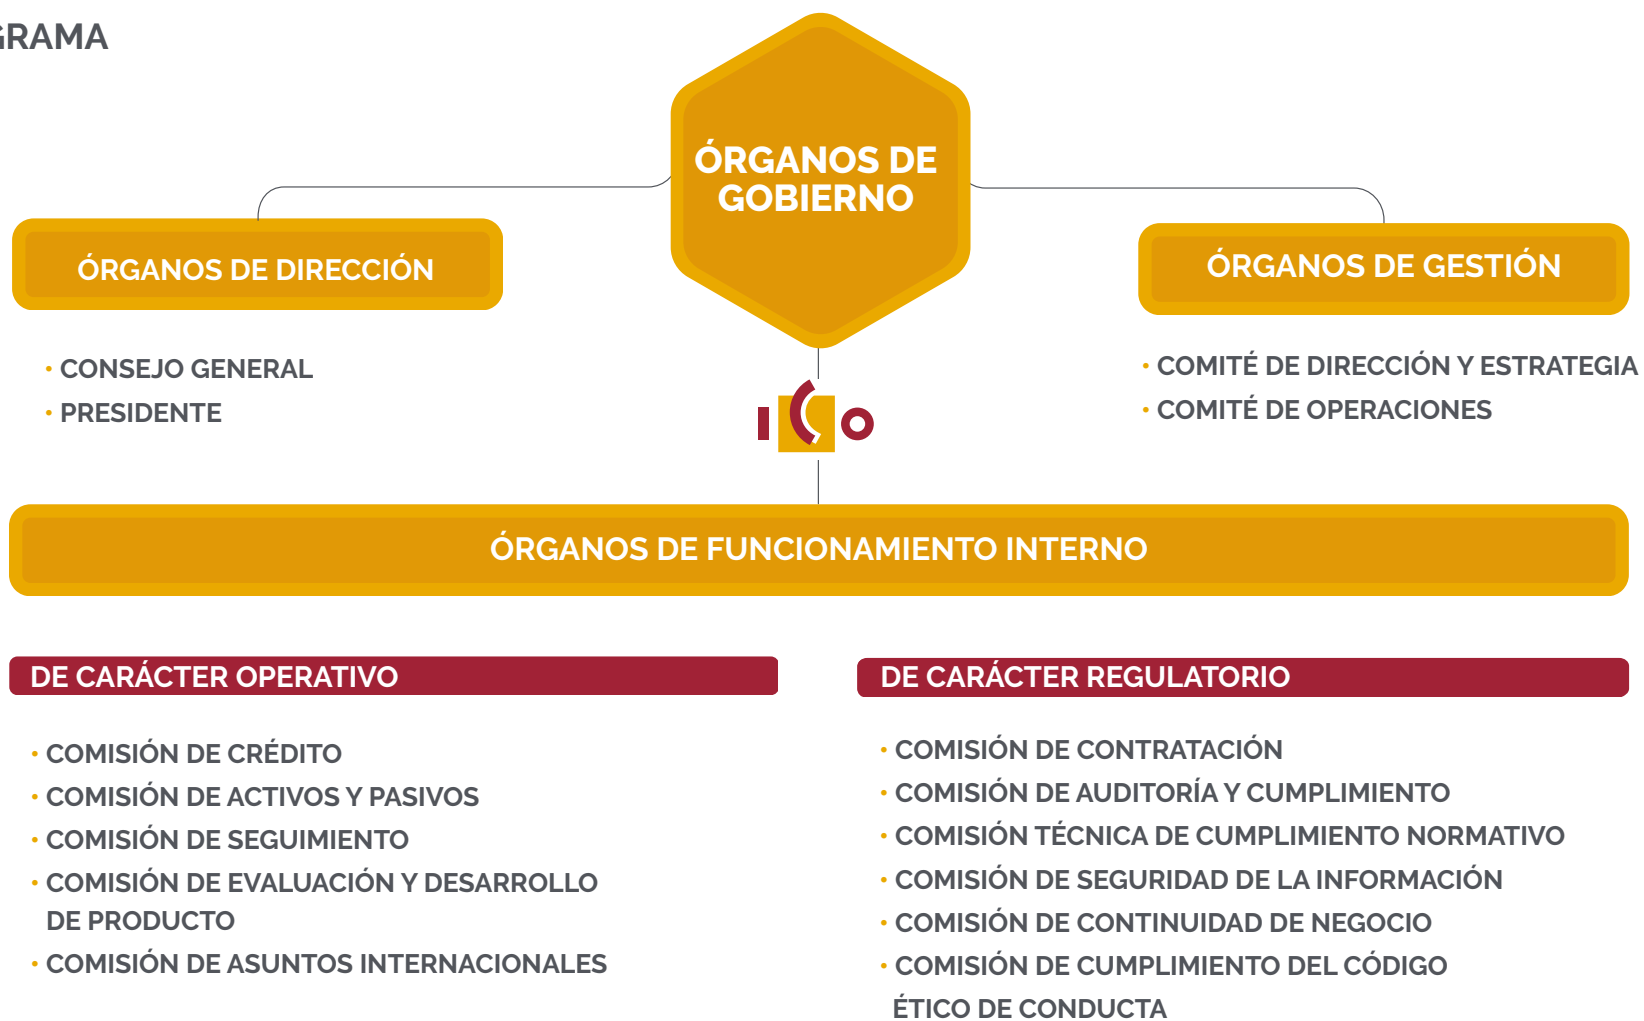 GRAMA
ÓRGANOS DE
GOBIERNO
ÓRGANOS DE DIRECCIÓN
• CONSEJO GENERAL
• PRESIDENTE
ÓRGANOS DE GESTIÓN
• COMITÉ DE DIRECCIÓN Y ESTRATEGIA
• COMITÉ DE OPERACIONES
ICO
ÓRGANOS DE FUNCIONAMIENTO INTERNO
DE CARÁCTER OPERATIVO
• COMISIÓN DE CRÉDITO
• COMISIÓN DE ACTIVOS Y PASIVOS
• COMISIÓN DE SEGUIMIENTO
• COMISIÓN DE EVALUACIÓN Y DESARROLLO
DE PRODUCTO
• COMISIÓN DE ASUNTOS INTERNACIONALES
DE CARÁCTER REGULATORIO
• COMISIÓN DE CONTRATACIÓN
• COMISIÓN DE AUDITORÍA Y CUMPLIMIENTO
• COMISIÓN TÉCNICA DE CUMPLIMIENTO NORMATIVO
• COMISIÓN DE SEGURIDAD DE LA INFORMACIÓN
• COMISIÓN DE CONTINUIDAD DE NEGOCIO
• COMISIÓN DE CUMPLIMIENTO DEL CÓDIGO
ÉTICO DE CONDUCTA